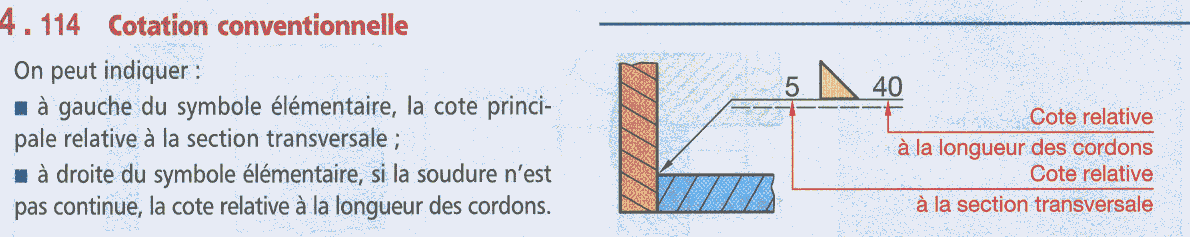 4.114 Cotation conventionnelle
On peut indiquer :
■ à gauche du symbole élémentaire, la cote princi-
pale relative à la section transversale ;
■ à droite du symbole élémentaire, si la soudure n'est
pas continue, la cote relative à la longueur des cordons.
5 40
Cote relative
à la longueur des cordons
Cote relative
à la section transversale